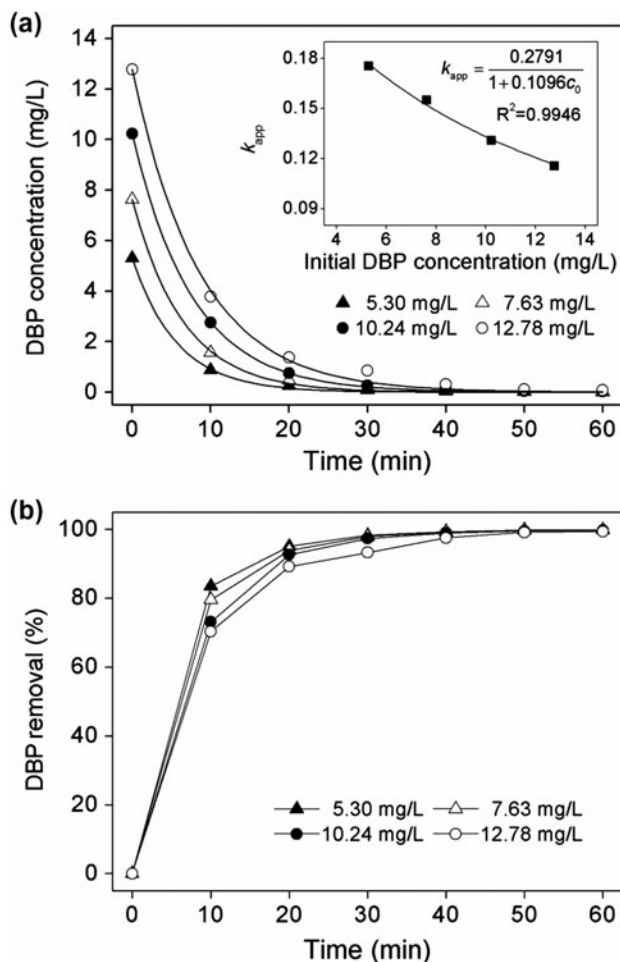 (a)
14
12
10
8
6
4
2
0
DBP concentration (mg/L)
0 10 20 30 40 50 60
Time (min)
0.18
0.15
0.12
0.09
k_app
k_app = 0.2791 / 1+0.1096c_0
R²=0.9946
4 6 8 10 12 14
Initial DBP concentration (mg/L)
5.30 mg/L 7.63 mg/L
10.24 mg/L 12.78 mg/L
(b)
100
80
60
40
20
0
DBP removal (%)
5.30 mg/L 7.63 mg/L
10.24 mg/L 12.78 mg/L
0 10 20 30 40 50 60
Time (min)